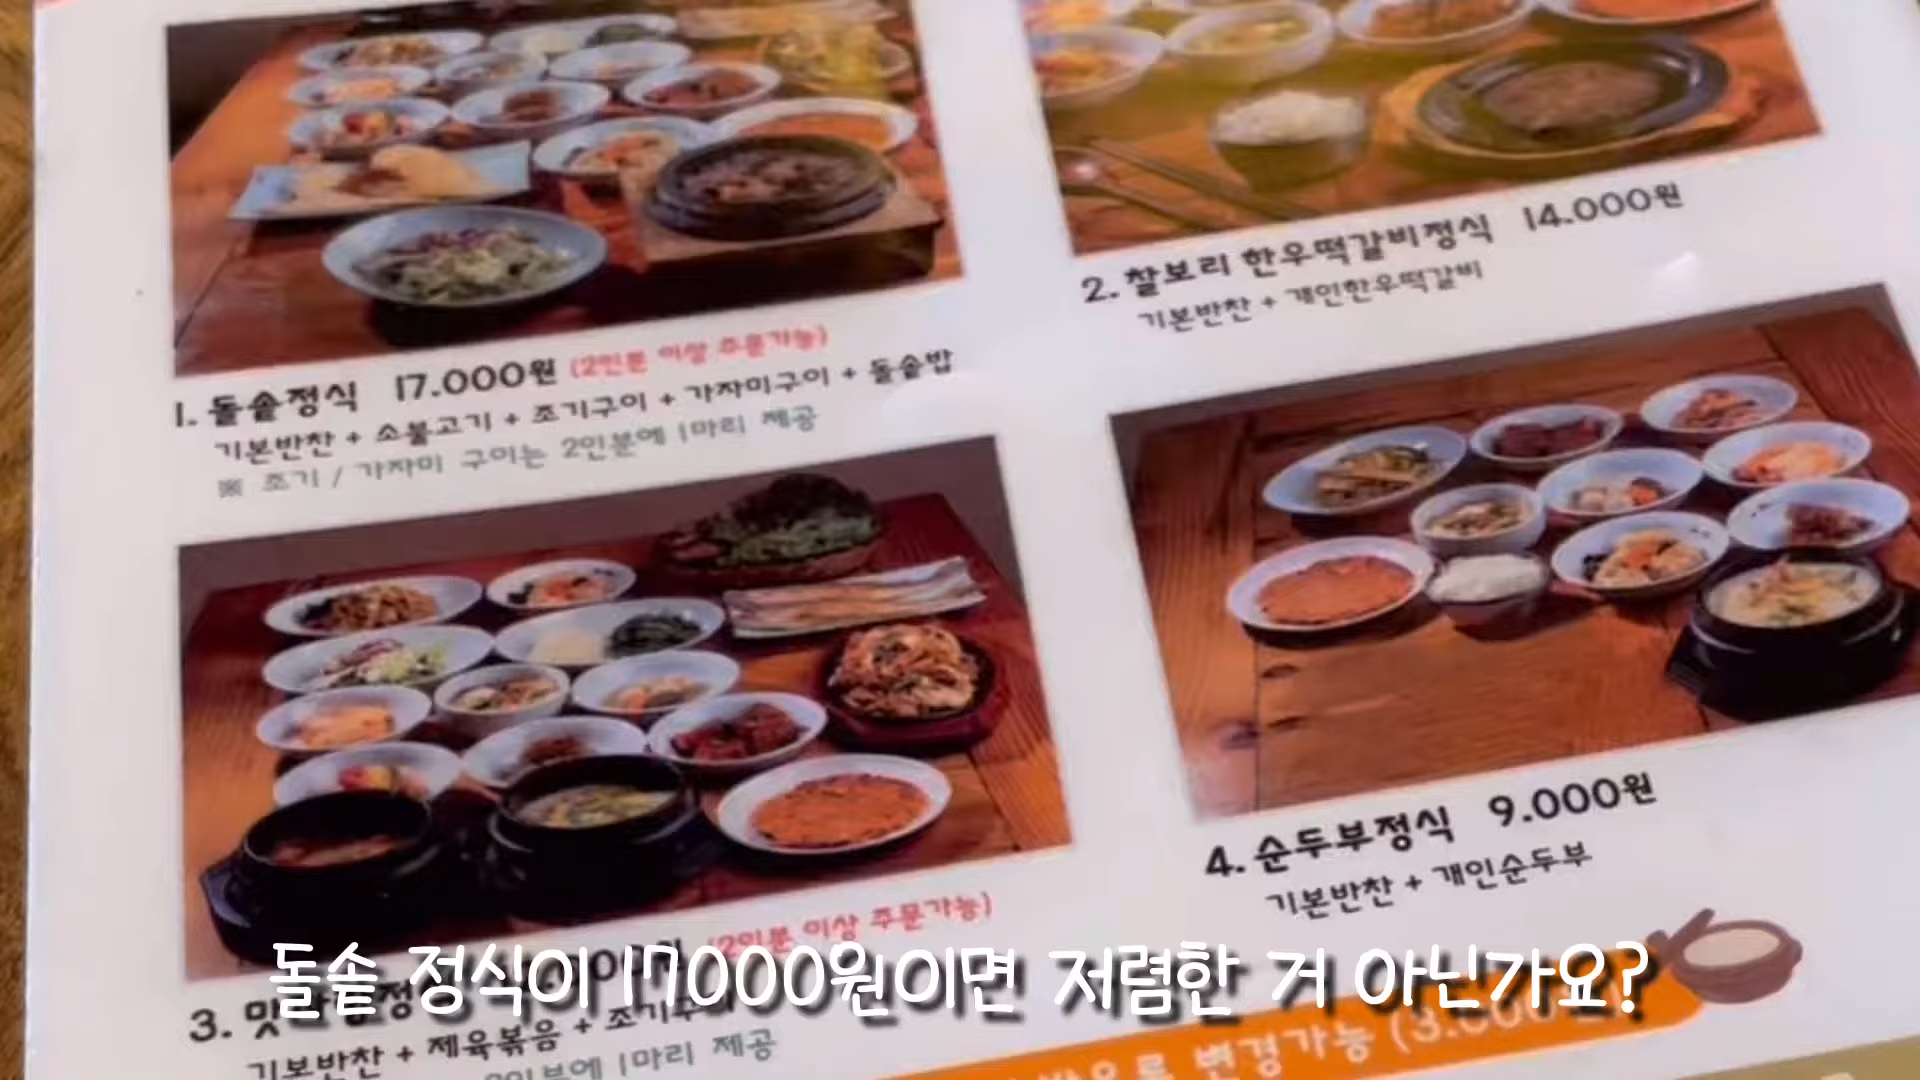 1. 돌솥정식 17.000원 (2인분 이상 주문가능)
기본반찬 + 소불고기 + 조기구이 + 가자미구이 + 돌솥밥
※ 조기 / 가자미 구이는 2인분에 1마리 제공
2. 찰보리 한우떡갈비정식 14.000원
기본반찬 + 개인한우떡갈비
3. (2인분 이상 주문가능)
기본반찬 + 제육볶음 +
2인분에 1마리 제공
4. 순두부정식 9.000원
기본반찬 + 개인순두부
변경가능
돌솥 정식이 17000원이면 저렴한 거 아닌가요?